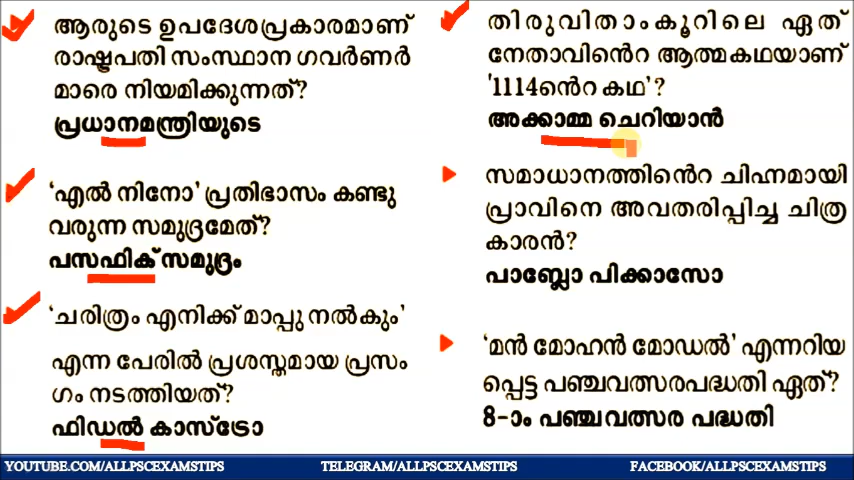 ആരുടെ ഉപദേശപ്രകാരമാണ്
രാഷ്ട്രപതി സംസ്ഥാന ഗവർണർ
മാരെ നിയമിക്കുന്നത്?
പ്രധാനമന്ത്രിയുടെ
‘എൽ നിനോ’ പ്രതിഭാസം കണ്ടു
വരുന്ന സമുദ്രമേത്?
പസഫിക് സമുദ്രം
‘ചരിത്രം എനിക്ക് മാപ്പു നൽകും’
എന്ന പേരിൽ പ്രശസ്തമായ പ്രസം
ഗം നടത്തിയത്?
ഫിഡൽ കാസ്ട്രോ
തിരുവിതാംകൂറിലെ ഏത്
നേതാവിന്റെ ആത്മകഥയാണ്
'1114ന്റെ കഥ’?
അക്കാമ്മ ചെറിയാൻ
സമാധാനത്തിന്റെ ചിഹ്നമായി
പ്രാവിനെ അവതരിപ്പിച്ച ചിത്ര
കാരൻ?
പാബ്ലോ പിക്കാസോ
‘മൻ മോഹൻ മോഡൽ’ എന്നറിയ
പ്പെട്ട പഞ്ചവത്സരപദ്ധതി ഏത്?
8-ാം പഞ്ചവത്സര പദ്ധതി
YOUTUBE.COM/ALLPSCEXAMSTIPS
TELEGRAM/ALLPSCEXAMSTIPS
FACEBOOK/ALLPSCEXAMSTIPS